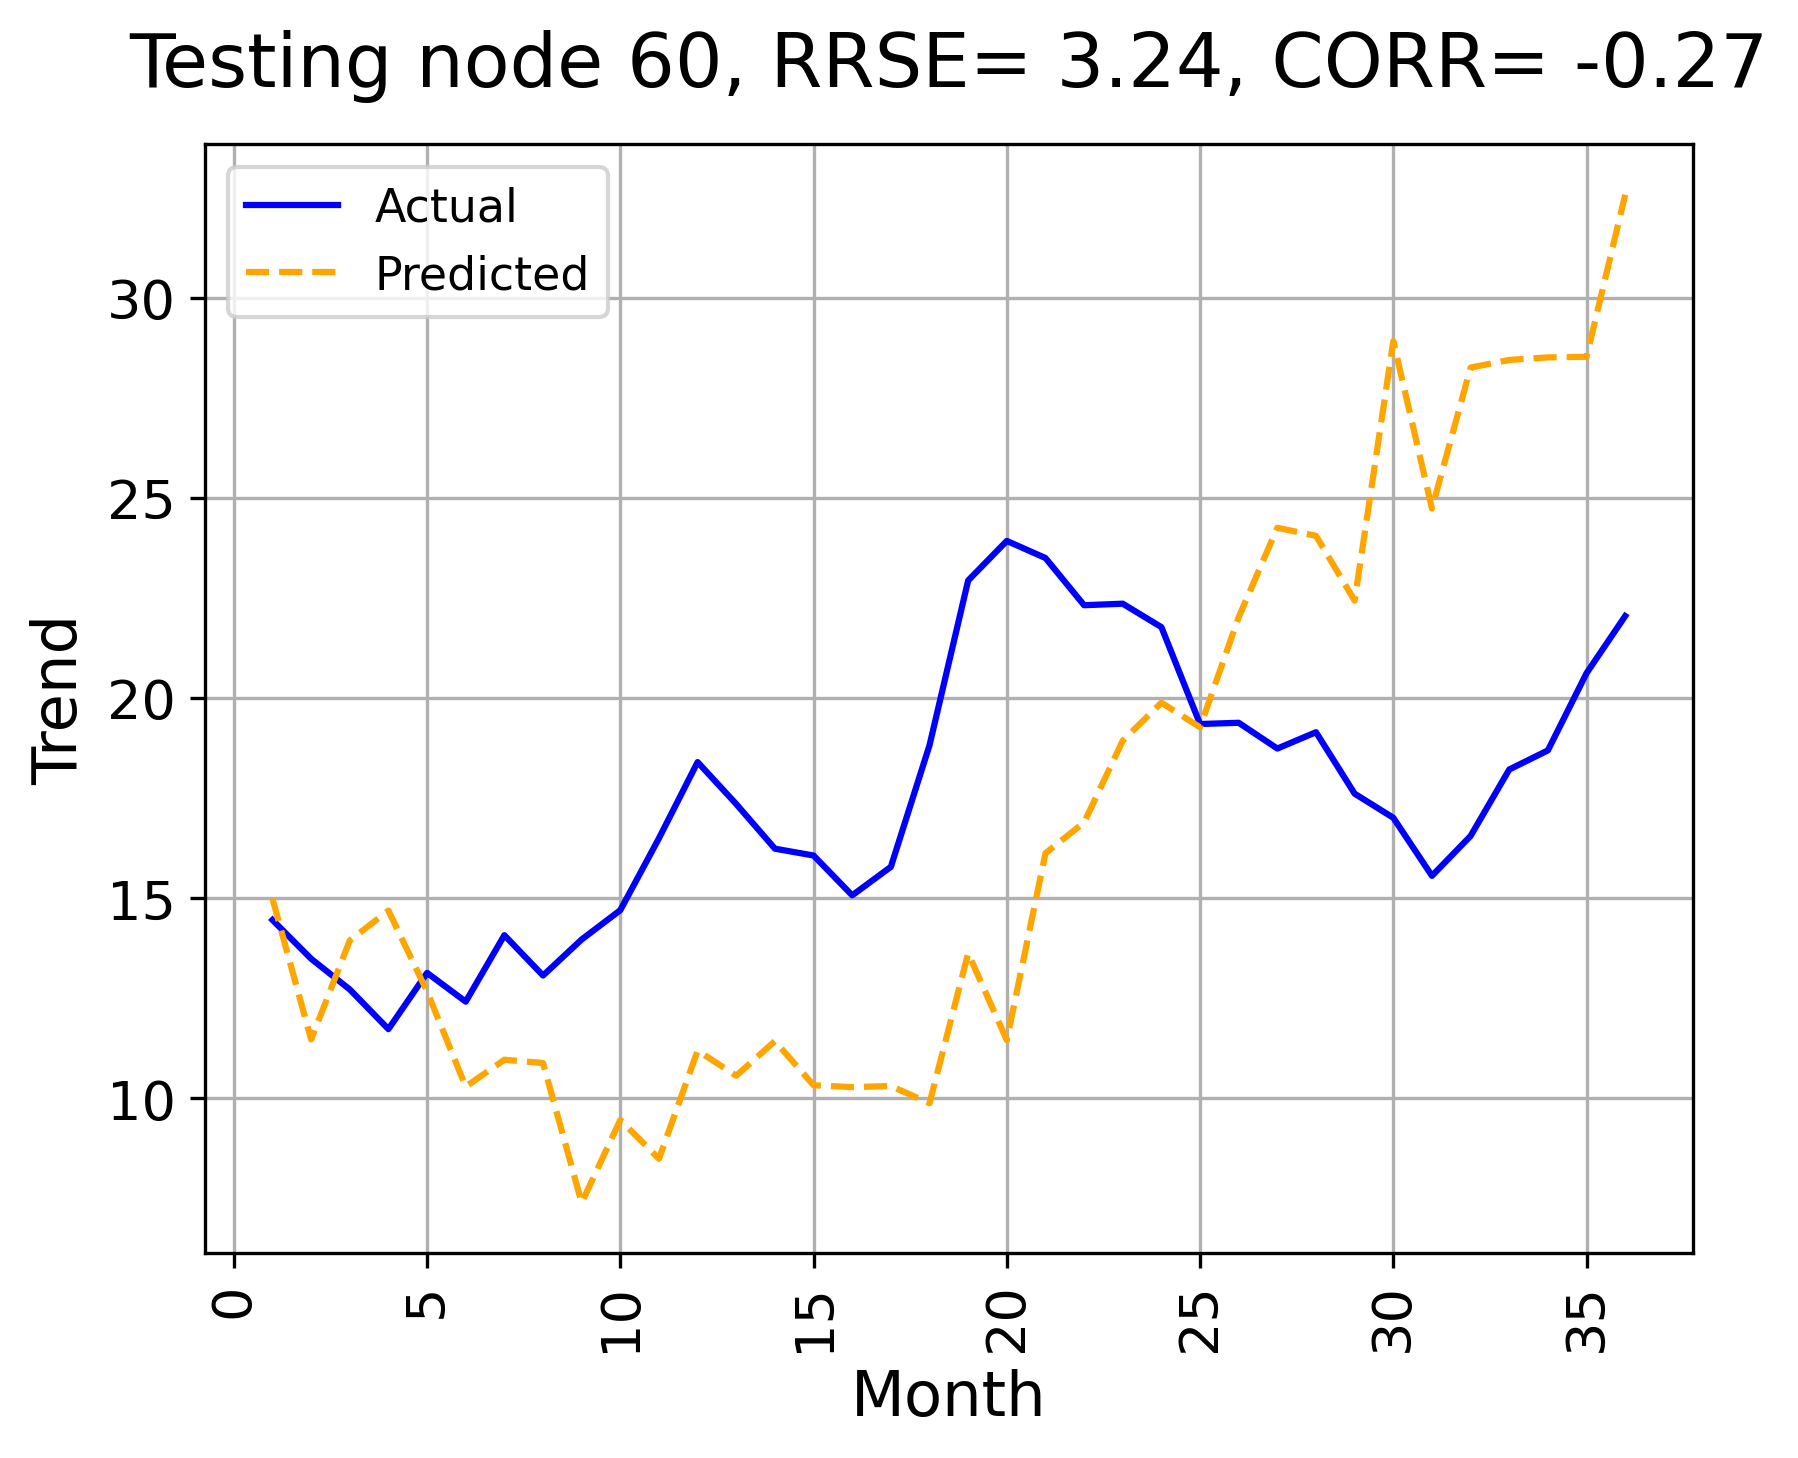 Testing node 60, RRSE= 3.24, CORR= -0.27
Actual
Predicted
30
25
20
15
10
Trend
0 5 10 15 20 25 30 35
Month